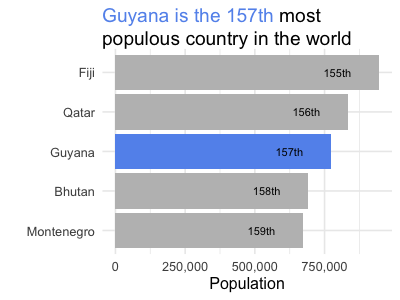 Guyana is the 157th most
populous country in the world
Fiji
155th
Qatar
156th
Guyana
157th
Bhutan
158th
Montenegro
159th
0
250,000
500,000
750,000
Population